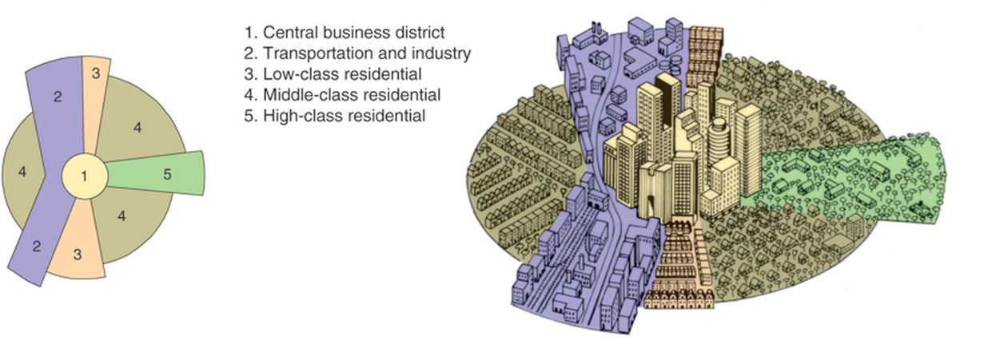 1. Central business district
2. Transportation and industry
3. Low-class residential
4. Middle-class residential
5. High-class residential
3
2
4
4
1
5
4
2
3